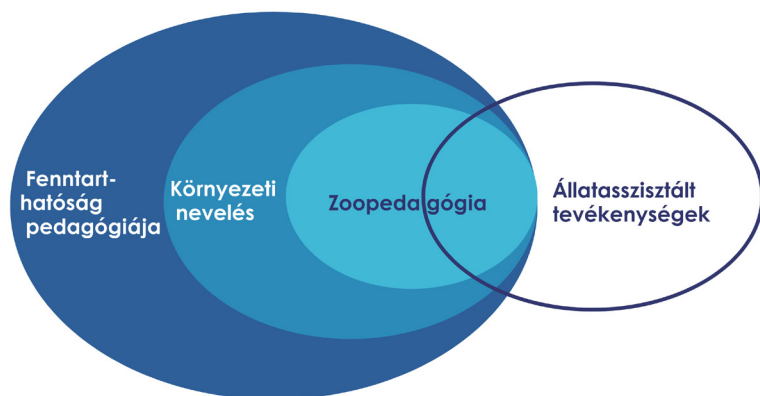 Fenntart-
hatóság
pedagógiája
Környezeti
nevelés
Zoopedagógia
Állatasszisztált
tevékenységek